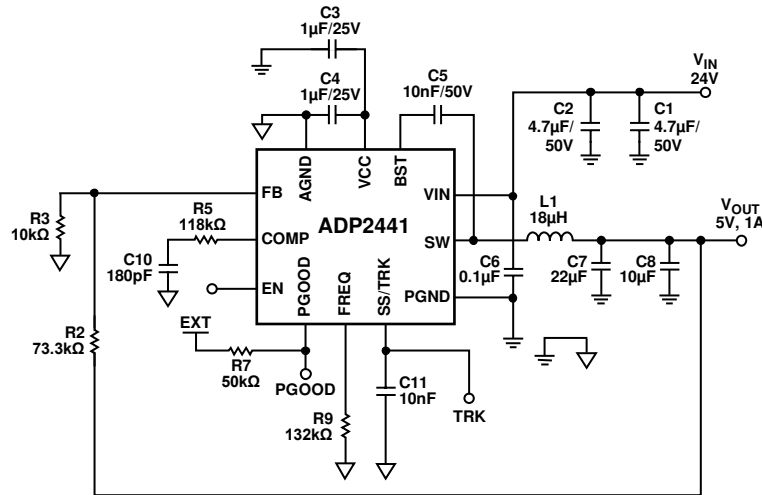 C3
1µF/25V
C4
1µF/25V
C5
10nF/50V
VIN
24V
C2
4.7µF/
50V
C1
4.7µF/
50V
AGND
VCC
BST
FB
VIN
ADP2441
R3
10kΩ
R5
118kΩ
COMP
SW
L1
18µH
VOUT
5V, 1A
C10
180pF
EN
PGOOD
FREQ
SS/TRK
PGND
C6
0.1µF
C7
22µF
C8
10µF
EXT
R2
73.3kΩ
R7
50kΩ
PGOOD
C11
10nF
TRK
R9
132kΩ